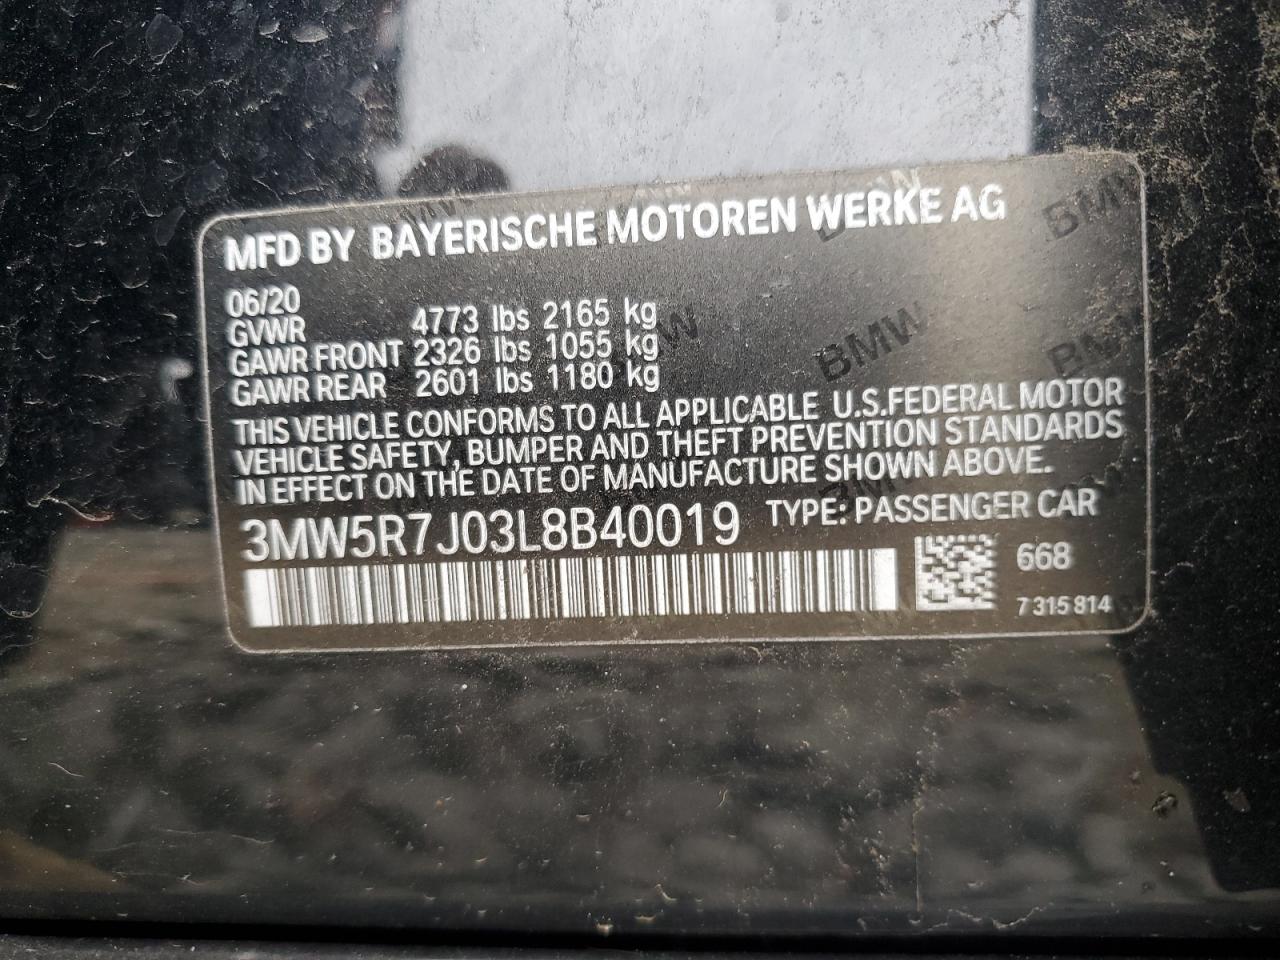 MFD BY BAYERISCHE MOTOREN WERKE AG
06/20
GVWR 4773 lbs 2165 kg
GAWR FRONT 2326 lbs 1055 kg
GAWR REAR 2601 lbs 1180 kg
THIS VEHICLE CONFORMS TO ALL APPLICABLE U.S.FEDERAL MOTOR
VEHICLE SAFETY, BUMPER AND THEFT PREVENTION STANDARDS
IN EFFECT ON THE DATE OF MANUFACTURE SHOWN ABOVE.
3MW5R7J03L8B40019 TYPE: PASSENGER CAR
668
7 315 814
BMW
BMW
BMW